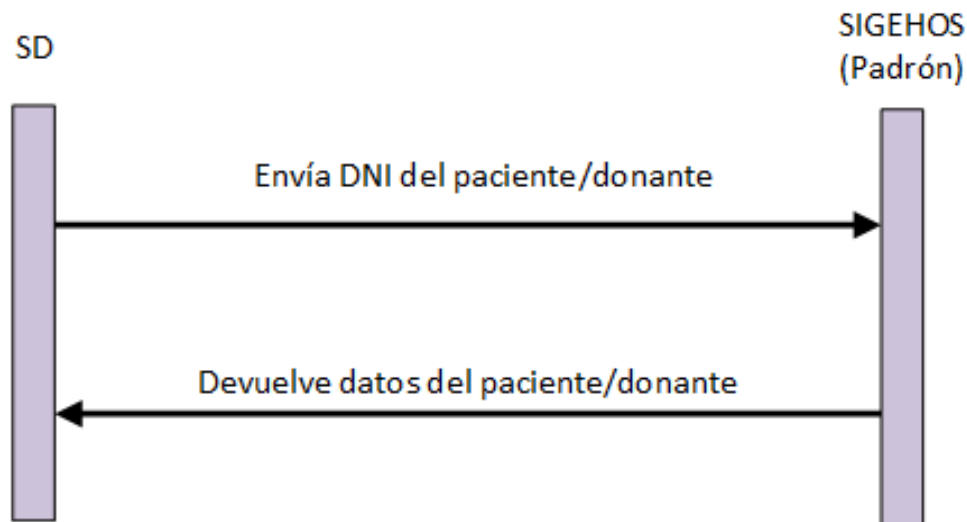 SD
SIGEHOS
(Padrón)
Envía DNI del paciente/donante
Devuelve datos del paciente/donante